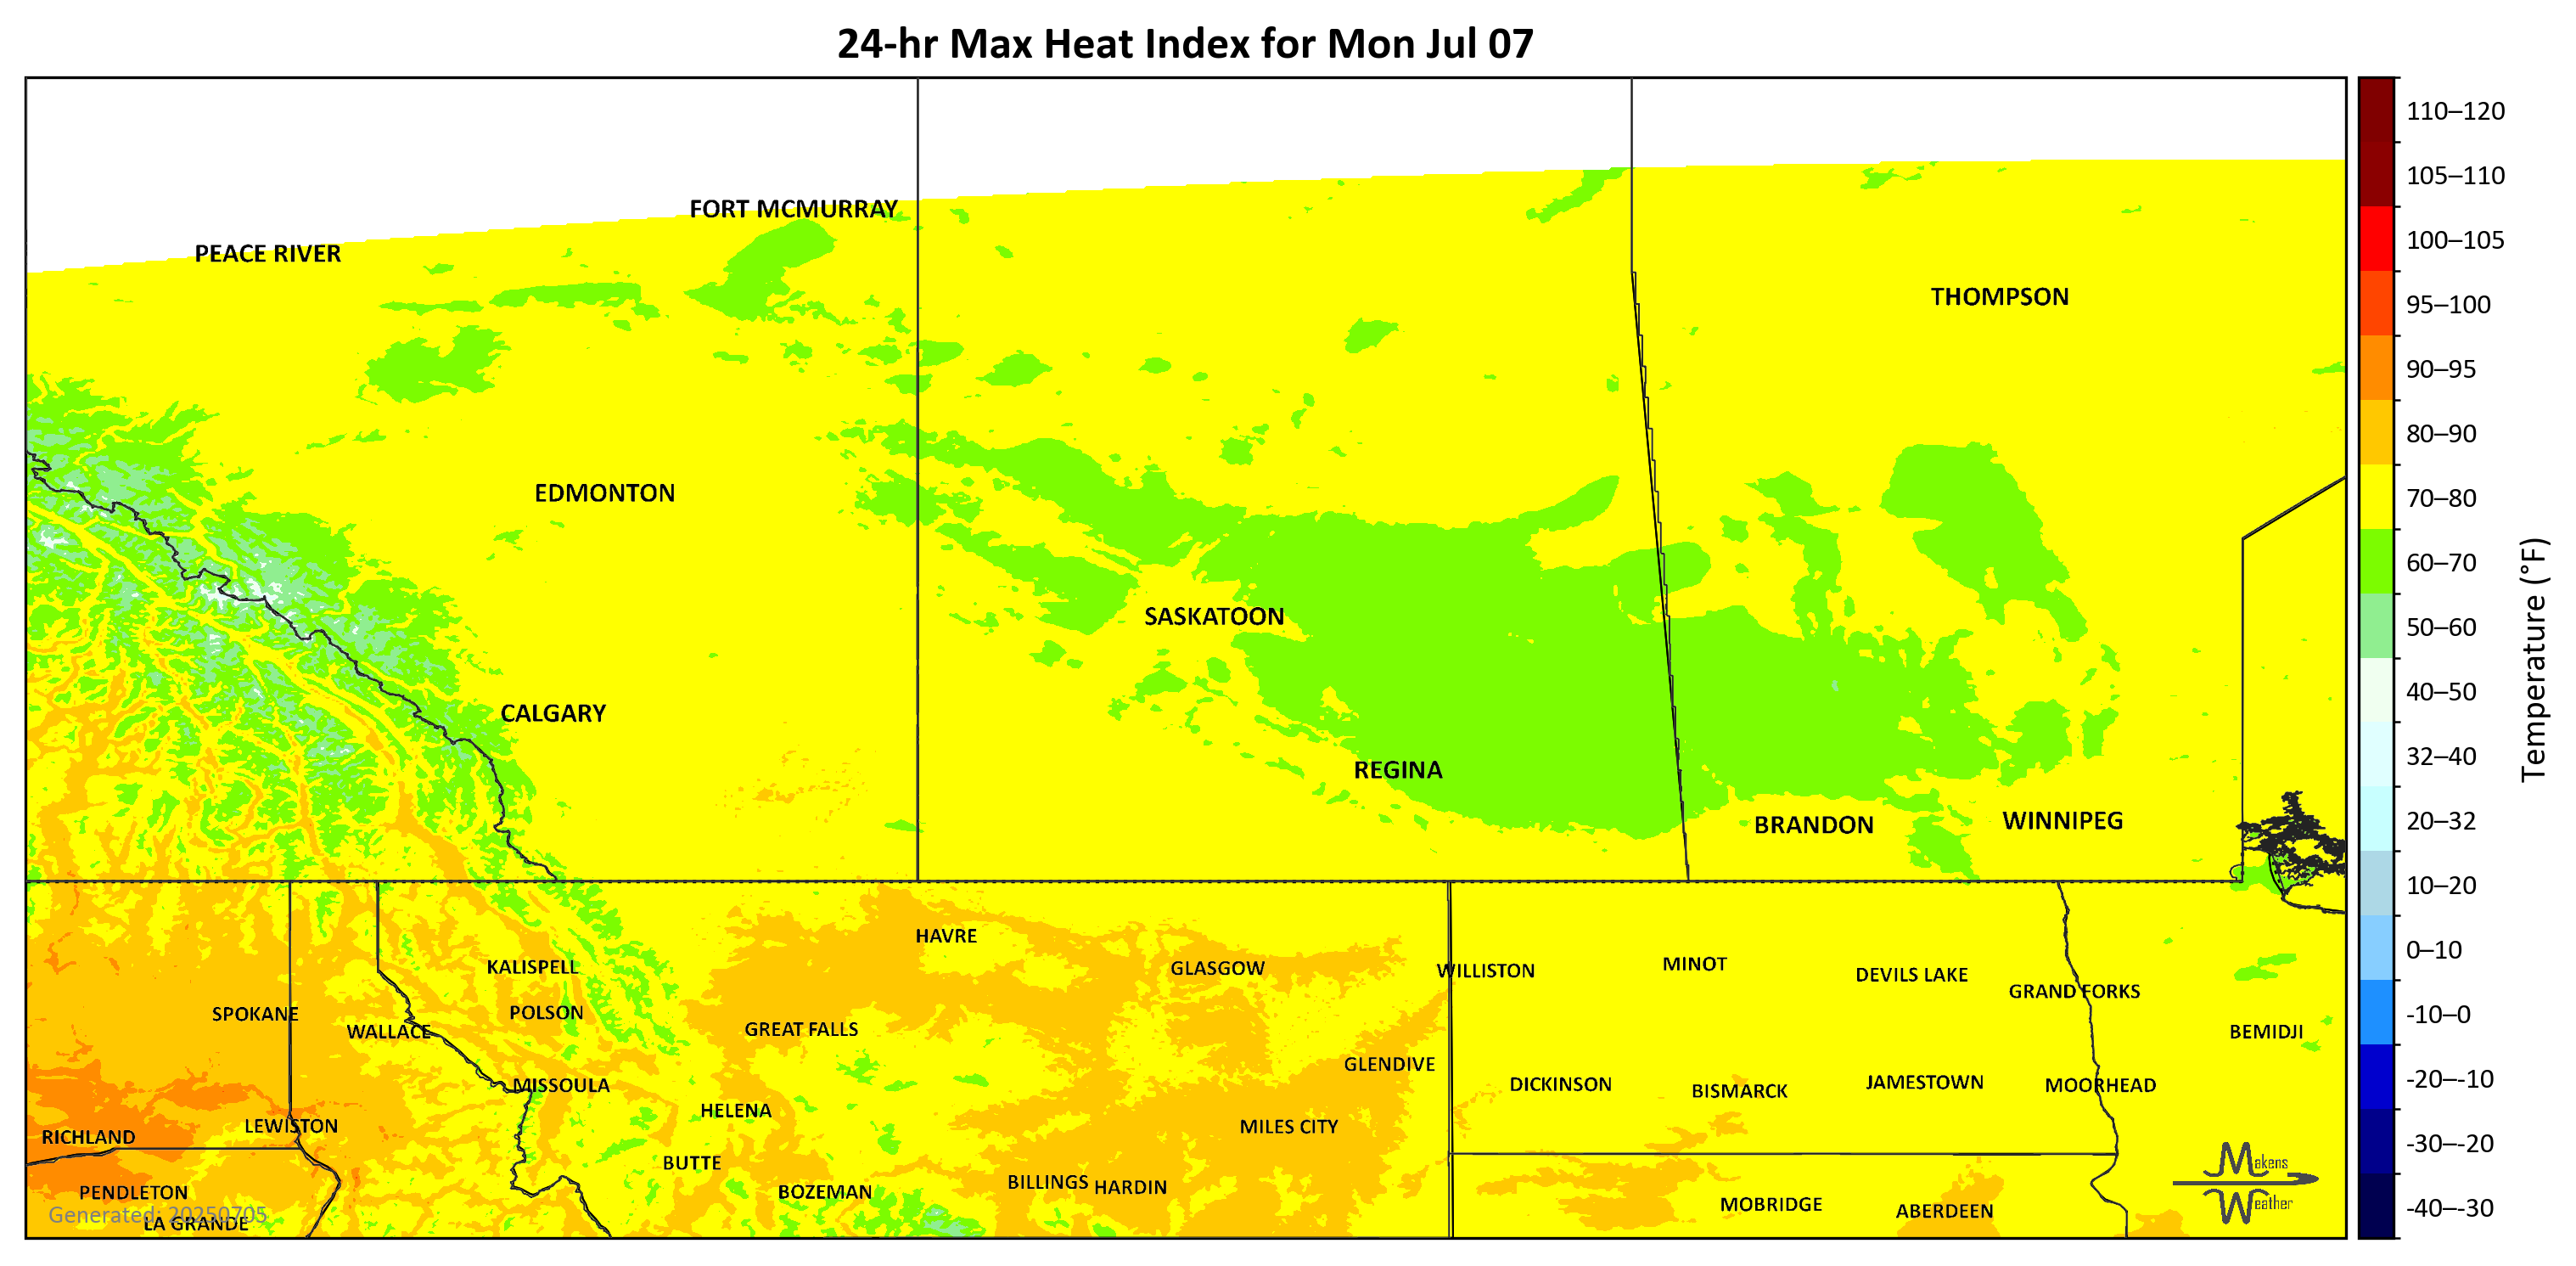 24-hr Max Heat Index for Mon Jul 07
FORT MCMURRAY
PEACE RIVER
THOMPSON
EDMONTON
SASKATOON
CALGARY
REGINA
BRANDON
WINNIPEG
HAVRE
KALISPELL
GLASGOW
WILLISTON
MINOT
DEVILS LAKE
GRAND FORKS
SPOKANE
POLSON
WALLACE
GREAT FALLS
BEMIDJI
GLENDIVE
MISSOULA
DICKINSON
BISMARCK
JAMESTOWN
MOORHEAD
HELENA
LEWISTON
MILES CITY
RICHLAND
BUTTE
BILLINGS
HARDIN
BOZEMAN
PENDLETON
MOBRIDGE
ABERDEEN
Generated: 20250705
LA GRANDE
Makens
Weather
110–120
105–110
100–105
95–100
90–95
80–90
70–80
60–70
50–60
40–50
32–40
20–32
10–20
0–10
-10–0
-20–-10
-30–-20
-40–-30
Temperature (°F)